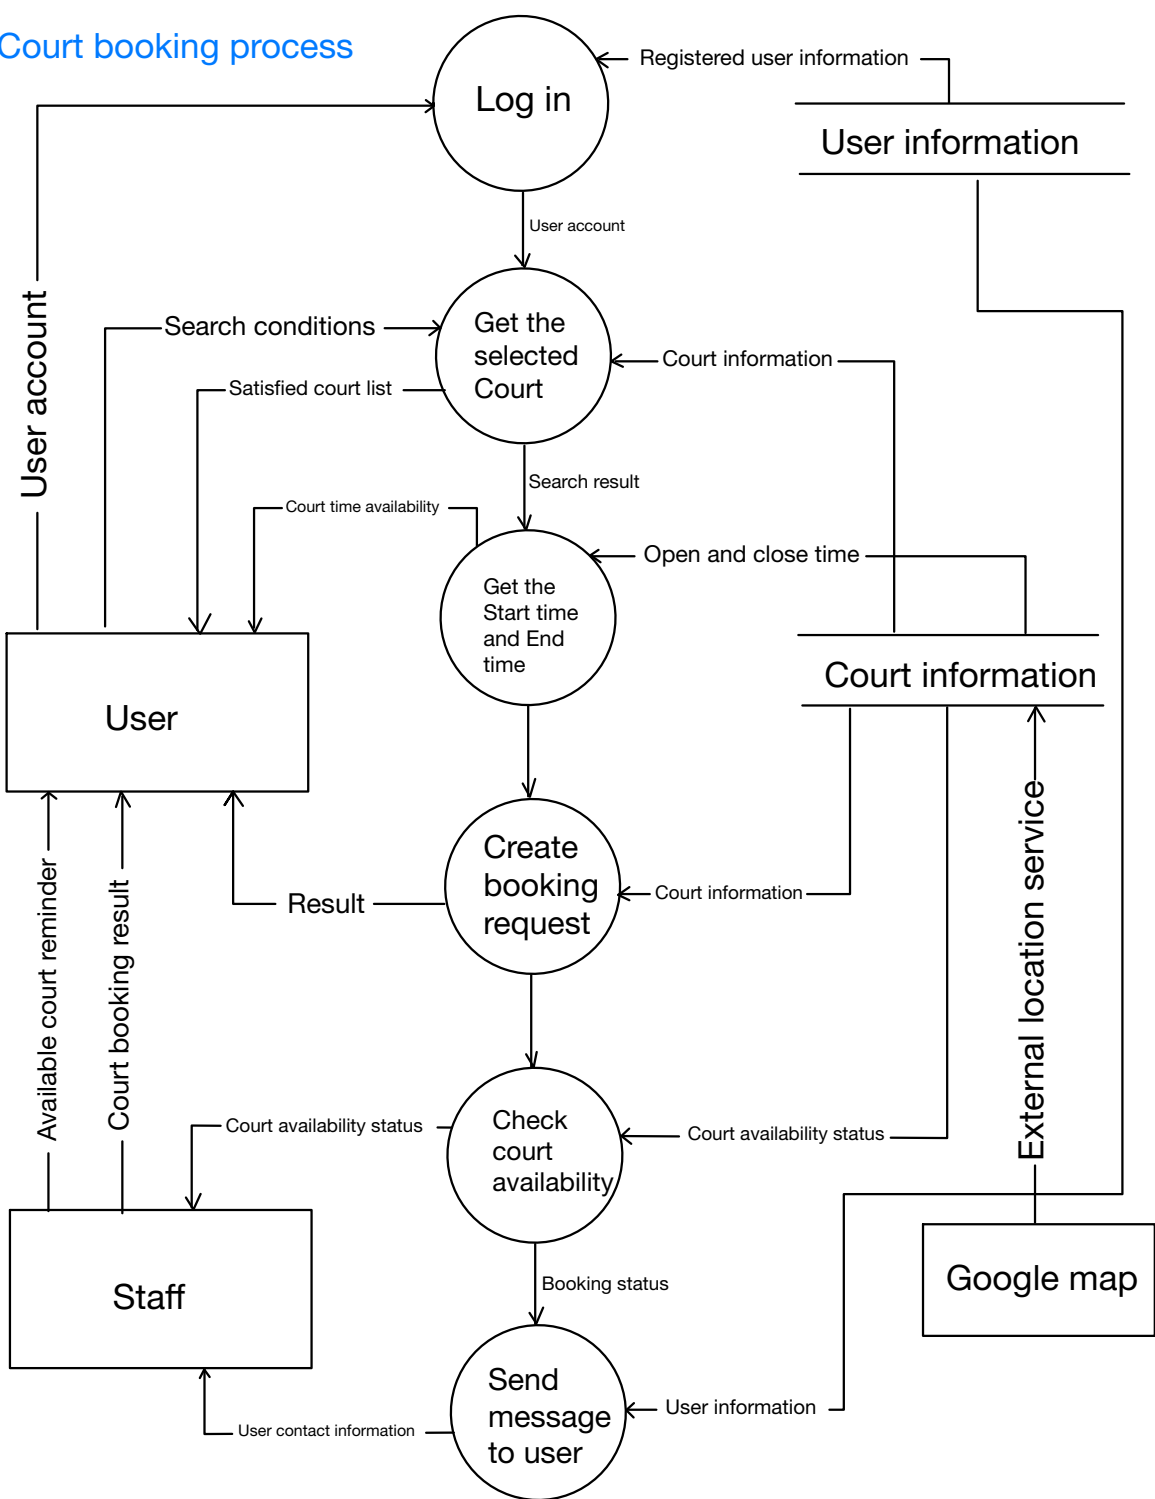 Court booking process
Registered user information
Log in
User information
User account
User account
Search conditions
Get the
selected
Court
Court information
Satisfied court list
Search result
Court time availability
Open and close time
Get the
Start time
and End
time
Court information
User
External location service
Create
booking
request
Court information
Result
Available court reminder
Court booking result
Check
court
availability
Court availability status
Court availability status
Staff
Google map
Booking status
Send
message
to user
User information
User contact information